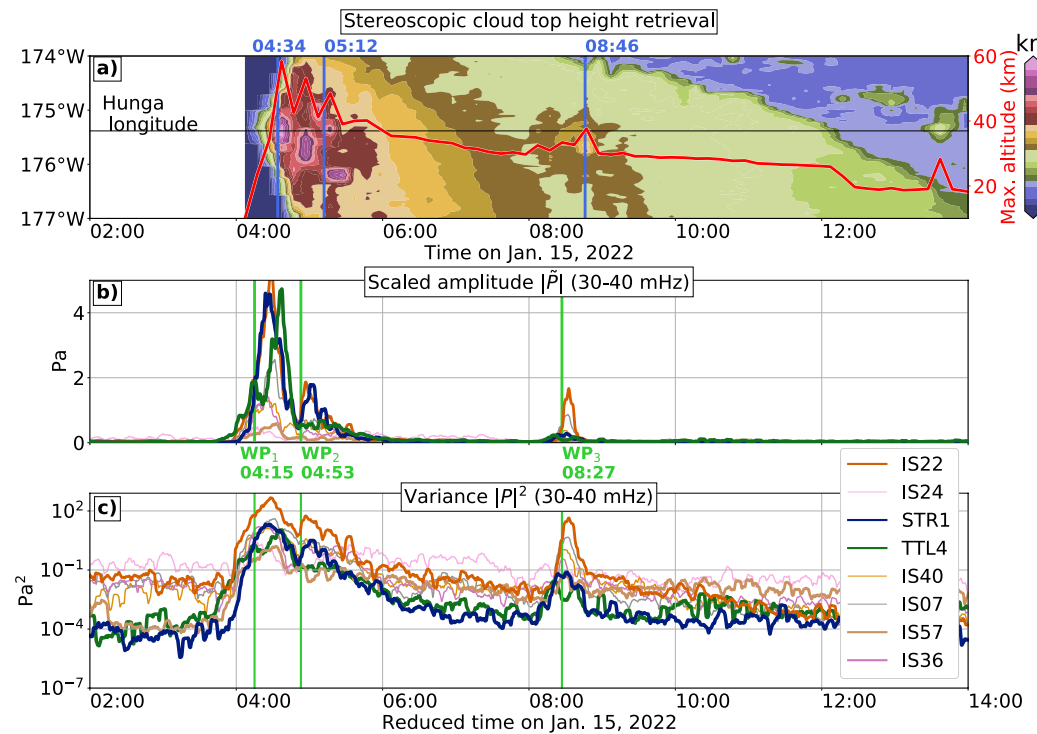 Stereoscopic cloud top height retrieval
04:34 05:12 08:46
km
a)
174°W
175°W
176°W
177°W
Hunga
longitude
60
40
20
Max. altitude (km)
02:00 04:00 06:00 08:00 10:00 12:00
Time on Jan. 15, 2022
b)
Scaled amplitude |P̃| (30-40 mHz)
4
2
0
Pa
WP₁ WP₂ WP₃
04:15 04:53 08:27
c)
Variance |P|² (30-40 mHz)
10²
10⁻¹
10⁻⁴
10⁻⁷
Pa²
IS22
IS24
STR1
TTL4
IS40
IS07
IS57
IS36
02:00 04:00 06:00 08:00 10:00 12:00 14:00
Reduced time on Jan. 15, 2022